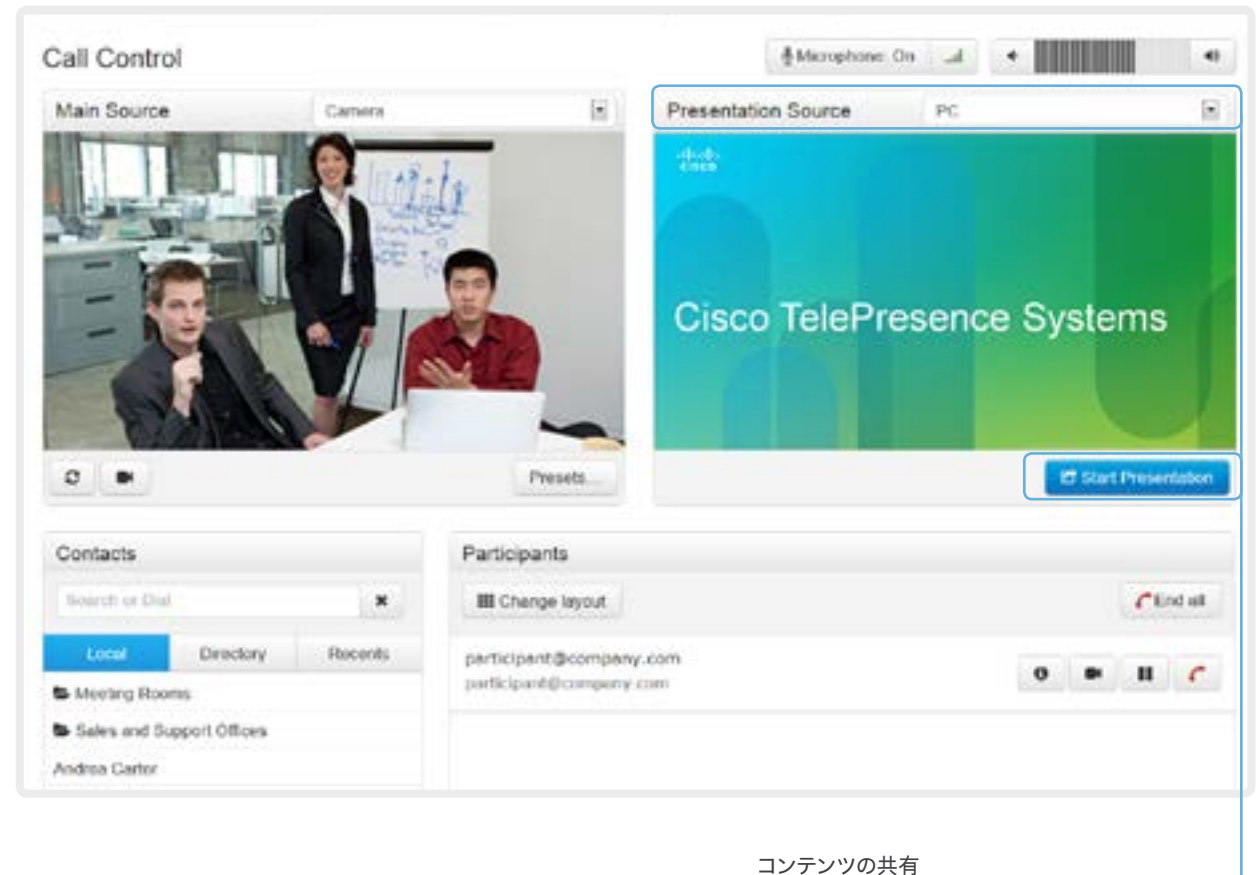 Call Control
Microphone: On
Main Source
Camera
Presentation Source
PC
cisco
Cisco TelePresence Systems
Presets...
Start Presentation
Contacts
Search or Dial
Local
Directory
Recents
Meeting Rooms
Sales and Support Offices
Andrea Carter
Participants
Change layout
End all
participant@company.com
participant@company.com
コンテンツの共有